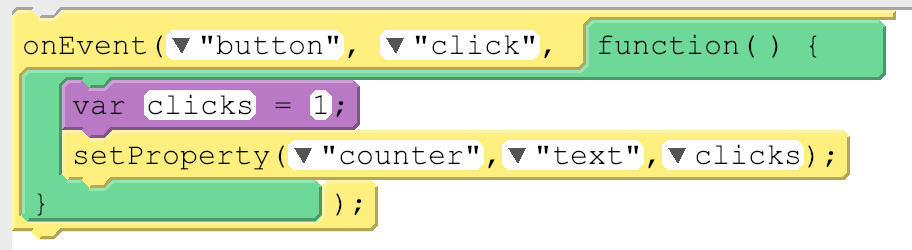 onEvent(▼"button", ▼"click", function() {
var clicks = 1;
setProperty(▼"counter",▼"text",▼clicks);
} );